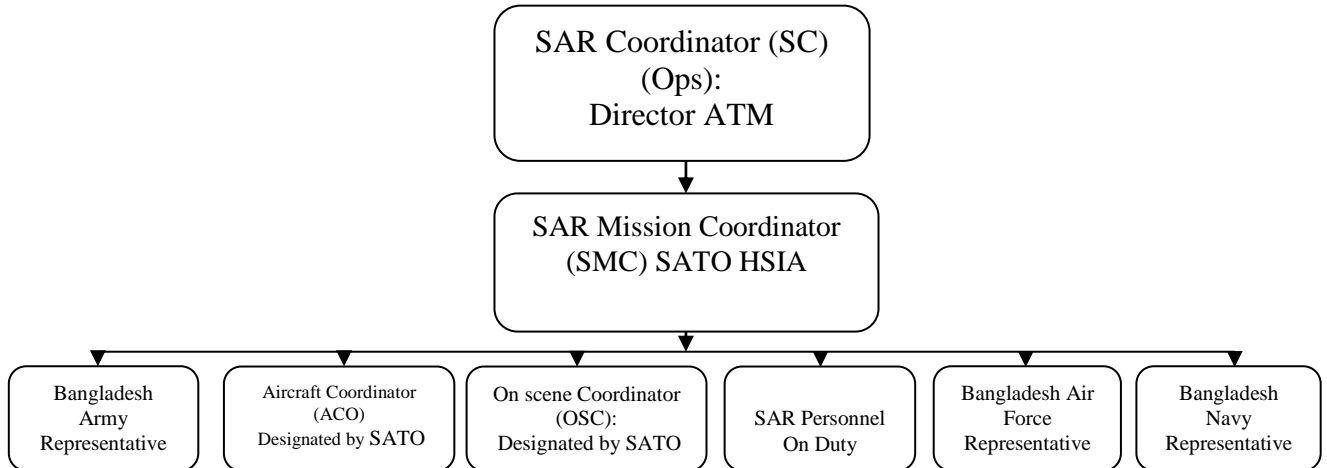 SAR Coordinator (SC)
(Ops):
Director ATM
SAR Mission Coordinator
(SMC) SATO HSIA
Bangladesh
Army
Representative
Aircraft Coordinator
(ACO)
Designated by SATO
On scene Coordinator
(OSC):
Designated by SATO
SAR Personnel
On Duty
Bangladesh Air
Force
Representative
Bangladesh
Navy
Representative